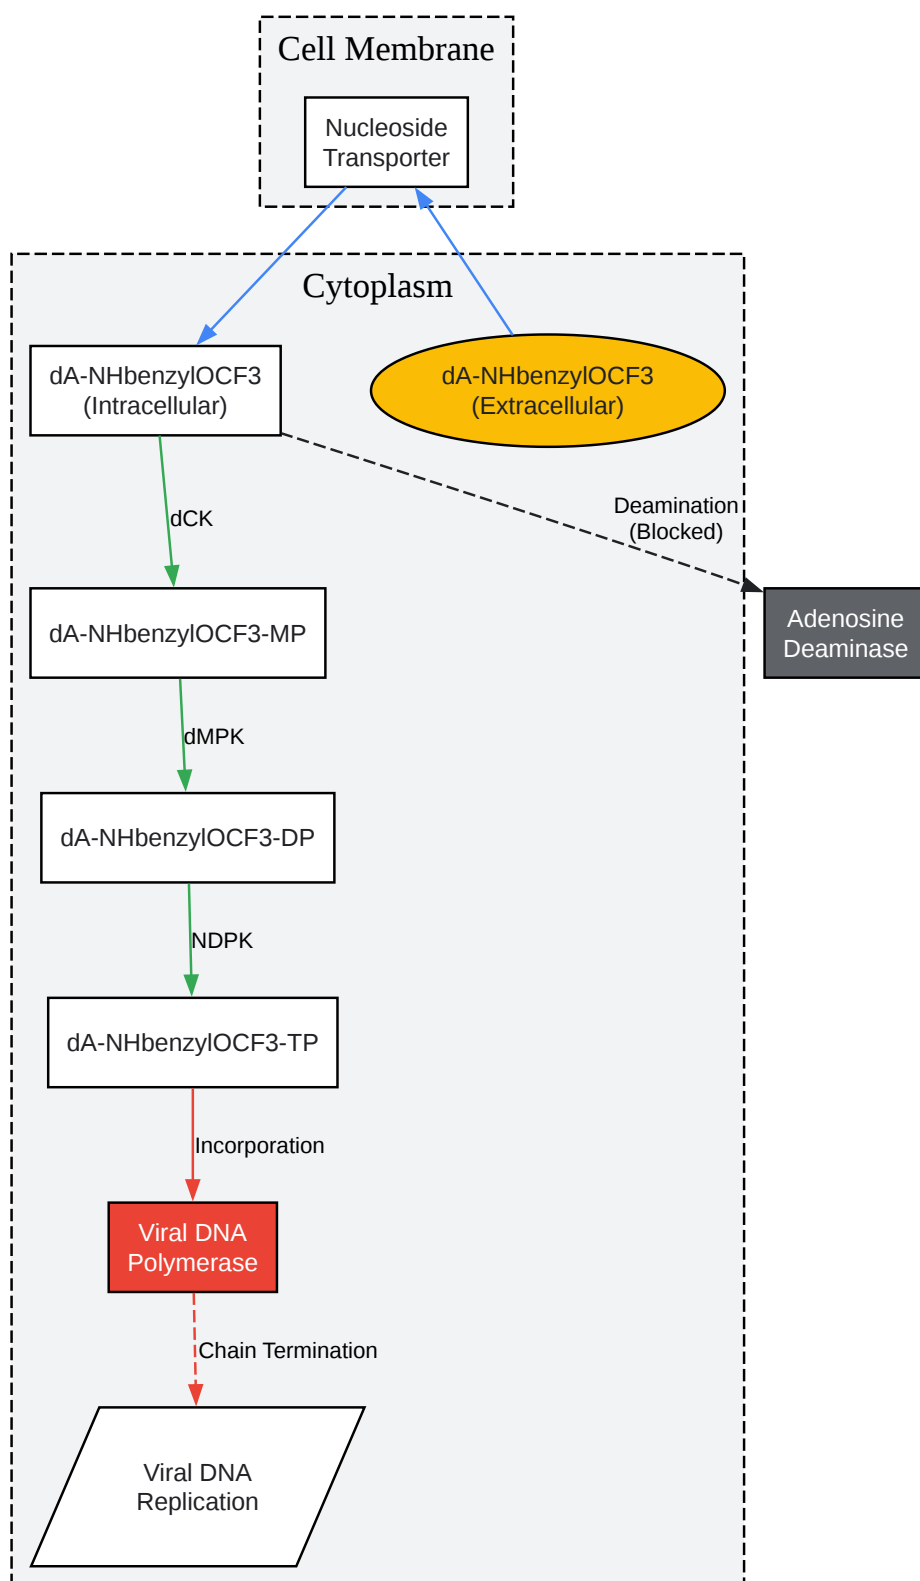 Cell Membrane
Nucleoside
Transporter
Cytoplasm
dA-NHbenzylOCF3
(Intracellular)
dA-NHbenzylOCF3
(Extracellular)
Deamination
(Blocked)
dCK
Adenosine
Deaminase
dA-NHbenzylOCF3-MP
dMPK
dA-NHbenzylOCF3-DP
NDPK
dA-NHbenzylOCF3-TP
Incorporation
Viral DNA
Polymerase
Chain Termination
Viral DNA
Replication